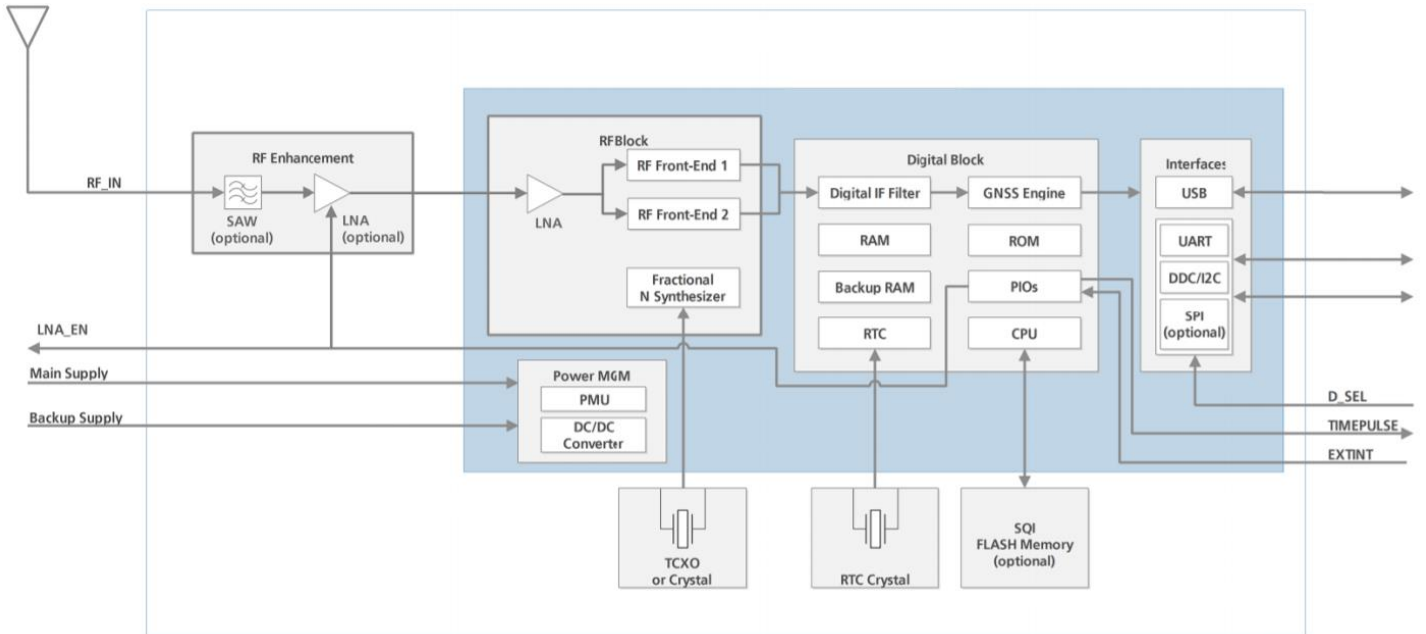 RF_IN
RF Enhancement
SAW
(optional)
LNA
(optional)
LNA_EN
Main Supply
Backup Supply
RFBlock
LNA
RF Front-End 1
RF Front-End 2
Fractional
N Synthesizer
Power MGM
PMU
DC/DC
Converter
Digital Block
Digital IF Filter
GNSS Engine
RAM
ROM
Backup RAM
PIOs
RTC
CPU
Interfaces
USB
UART
DDC/I2C
SPI
(optional)
D_SEL
TIMEPULSE
EXTINT
TCXO
or Crystal
RTC Crystal
SQI
FLASH Memory
(optional)